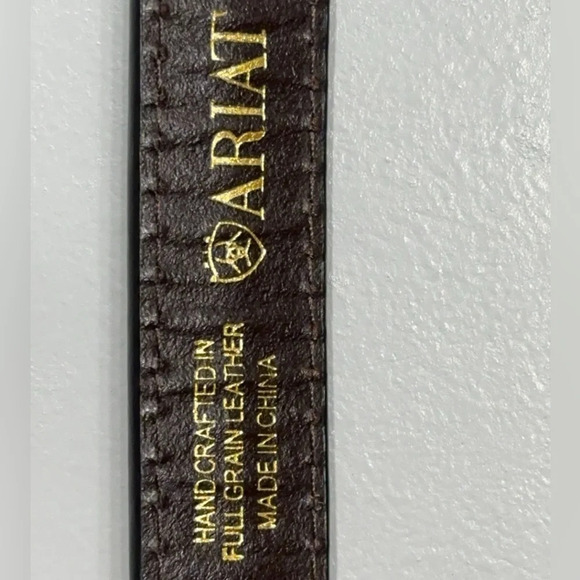 ARIAT
HANDCRAFTED IN
FULL GRAIN LEATHER
MADE IN CHINA